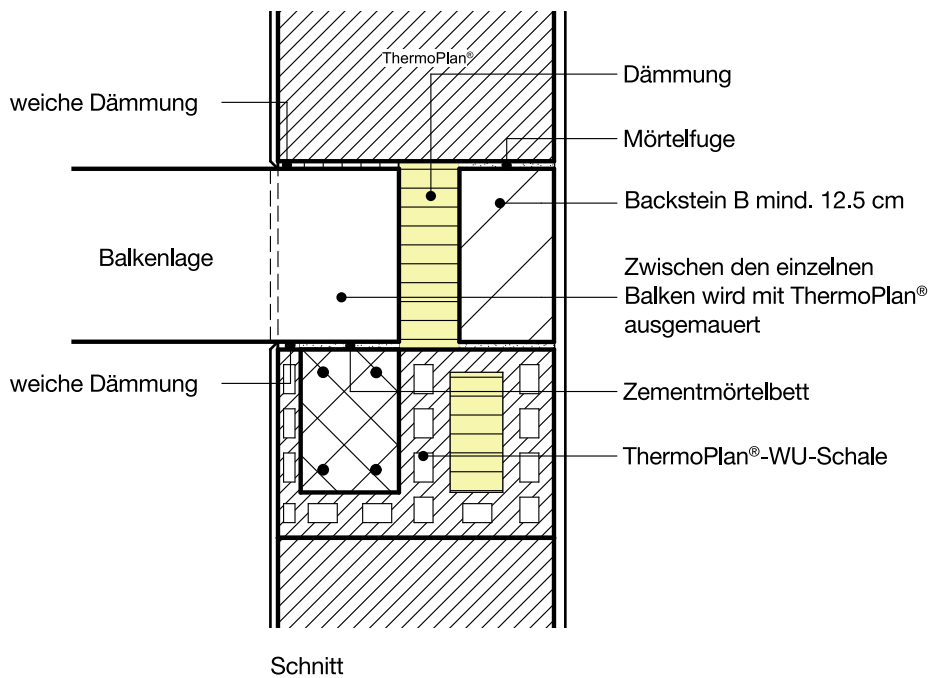 ThermoPlan®
weiche Dämmung
Dämmung
Mörtelfuge
Backstein B mind. 12.5 cm
Balkenlage
Zwischen den einzelnen
Balken wird mit ThermoPlan®
ausgemauert
weiche Dämmung
Zementmörtelbett
ThermoPlan®-WU-Schale
Schnitt